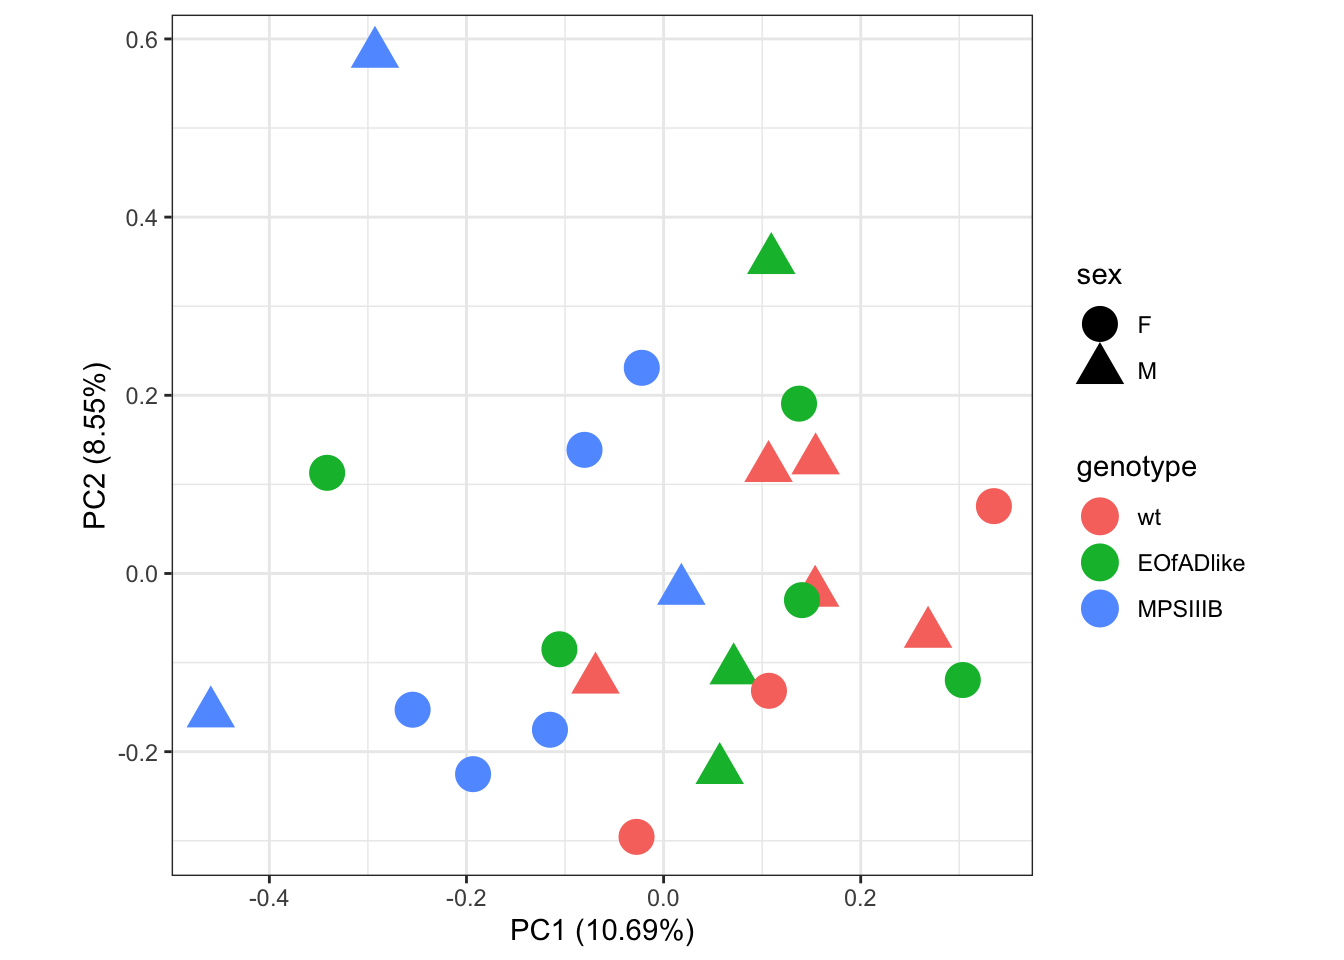 0.6
0.4
0.2
0.0
-0.2
-0.4
-0.2
0.0
0.2
PC1 (10.69%)
PC2 (8.55%)
sex
F
M
genotype
wt
EOfADlike
MPSIIIB